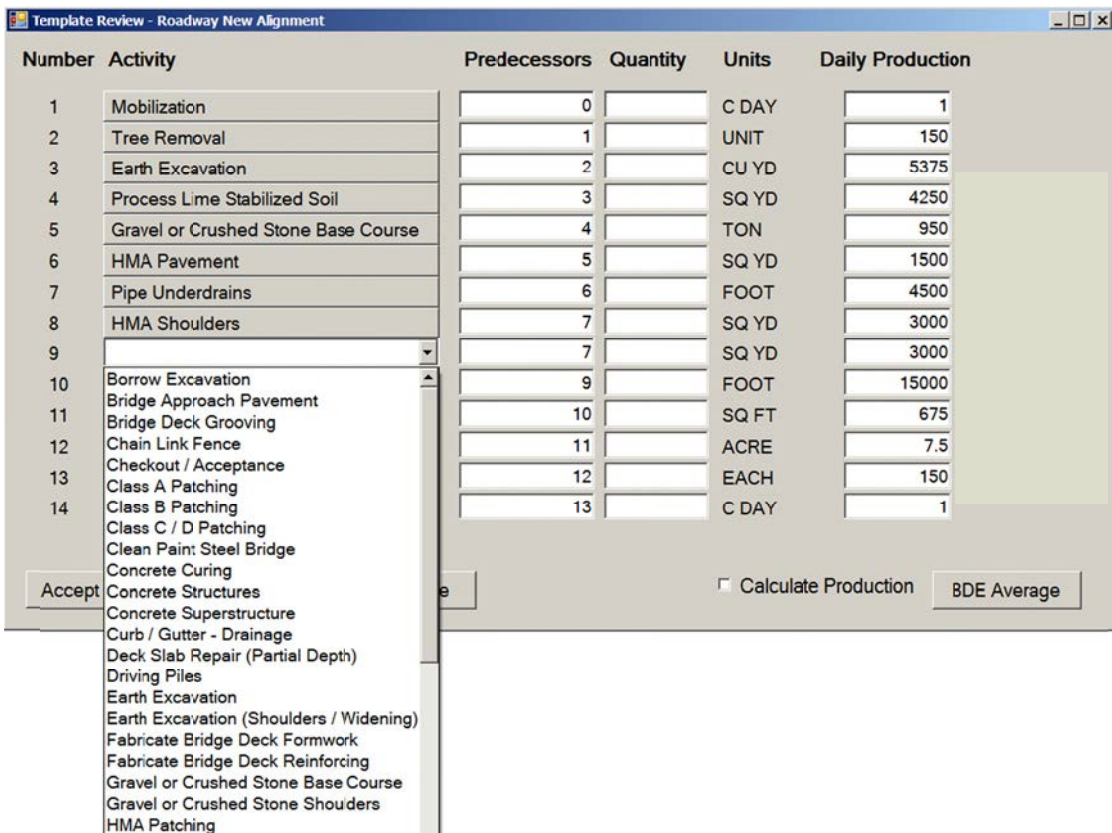 Template Review - Roadway New Alignment
Number Activity Predecessors Quantity Units Daily Production
1 Mobilization 0 C DAY 1
2 Tree Removal 1 UNIT 150
3 Earth Excavation 2 CU YD 5375
4 Process Lime Stabilized Soil 3 SQ YD 4250
5 Gravel or Crushed Stone Base Course 4 TON 950
6 HMA Pavement 5 SQ YD 1500
7 Pipe Underdrains 6 FOOT 4500
8 HMA Shoulders 7 SQ YD 3000
9 7 SQ YD 3000
10 9 FOOT 15000
11 10 SQ FT 675
12 11 ACRE 7.5
13 12 EACH 150
14 13 C DAY 1
Borrow Excavation
Bridge Approach Pavement
Bridge Deck Grooving
Chain Link Fence
Checkout / Acceptance
Class A Patching
Class B Patching
Class C / D Patching
Clean Paint Steel Bridge
Concrete Curing
Concrete Structures
Concrete Superstructure
Curb / Gutter - Drainage
Deck Slab Repair (Partial Depth)
Driving Piles
Earth Excavation
Earth Excavation (Shoulders / Widening)
Fabricate Bridge Deck Formwork
Fabricate Bridge Deck Reinforcing
Gravel or Crushed Stone Base Course
Gravel or Crushed Stone Shoulders
HMA Patching
Accept e Calculate Production BDE Average